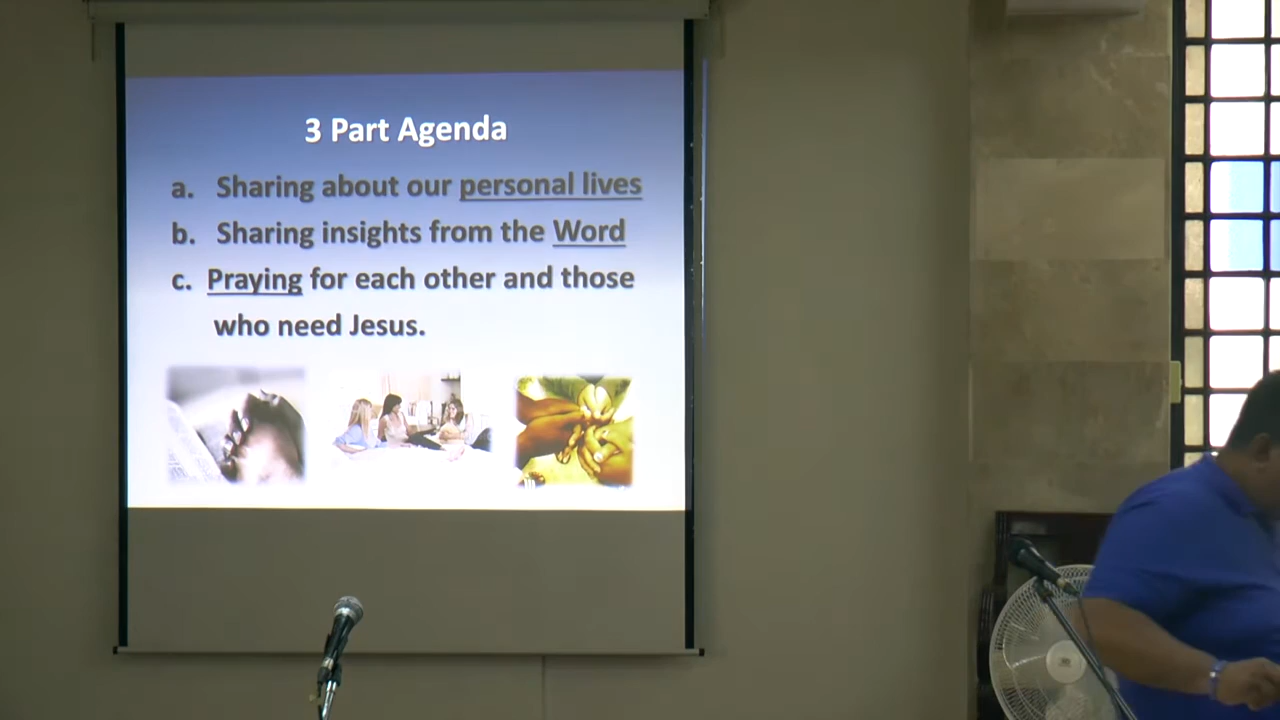 3 Part Agenda
a. Sharing about our personal lives
b. Sharing insights from the Word
c. Praying for each other and those
who need Jesus.